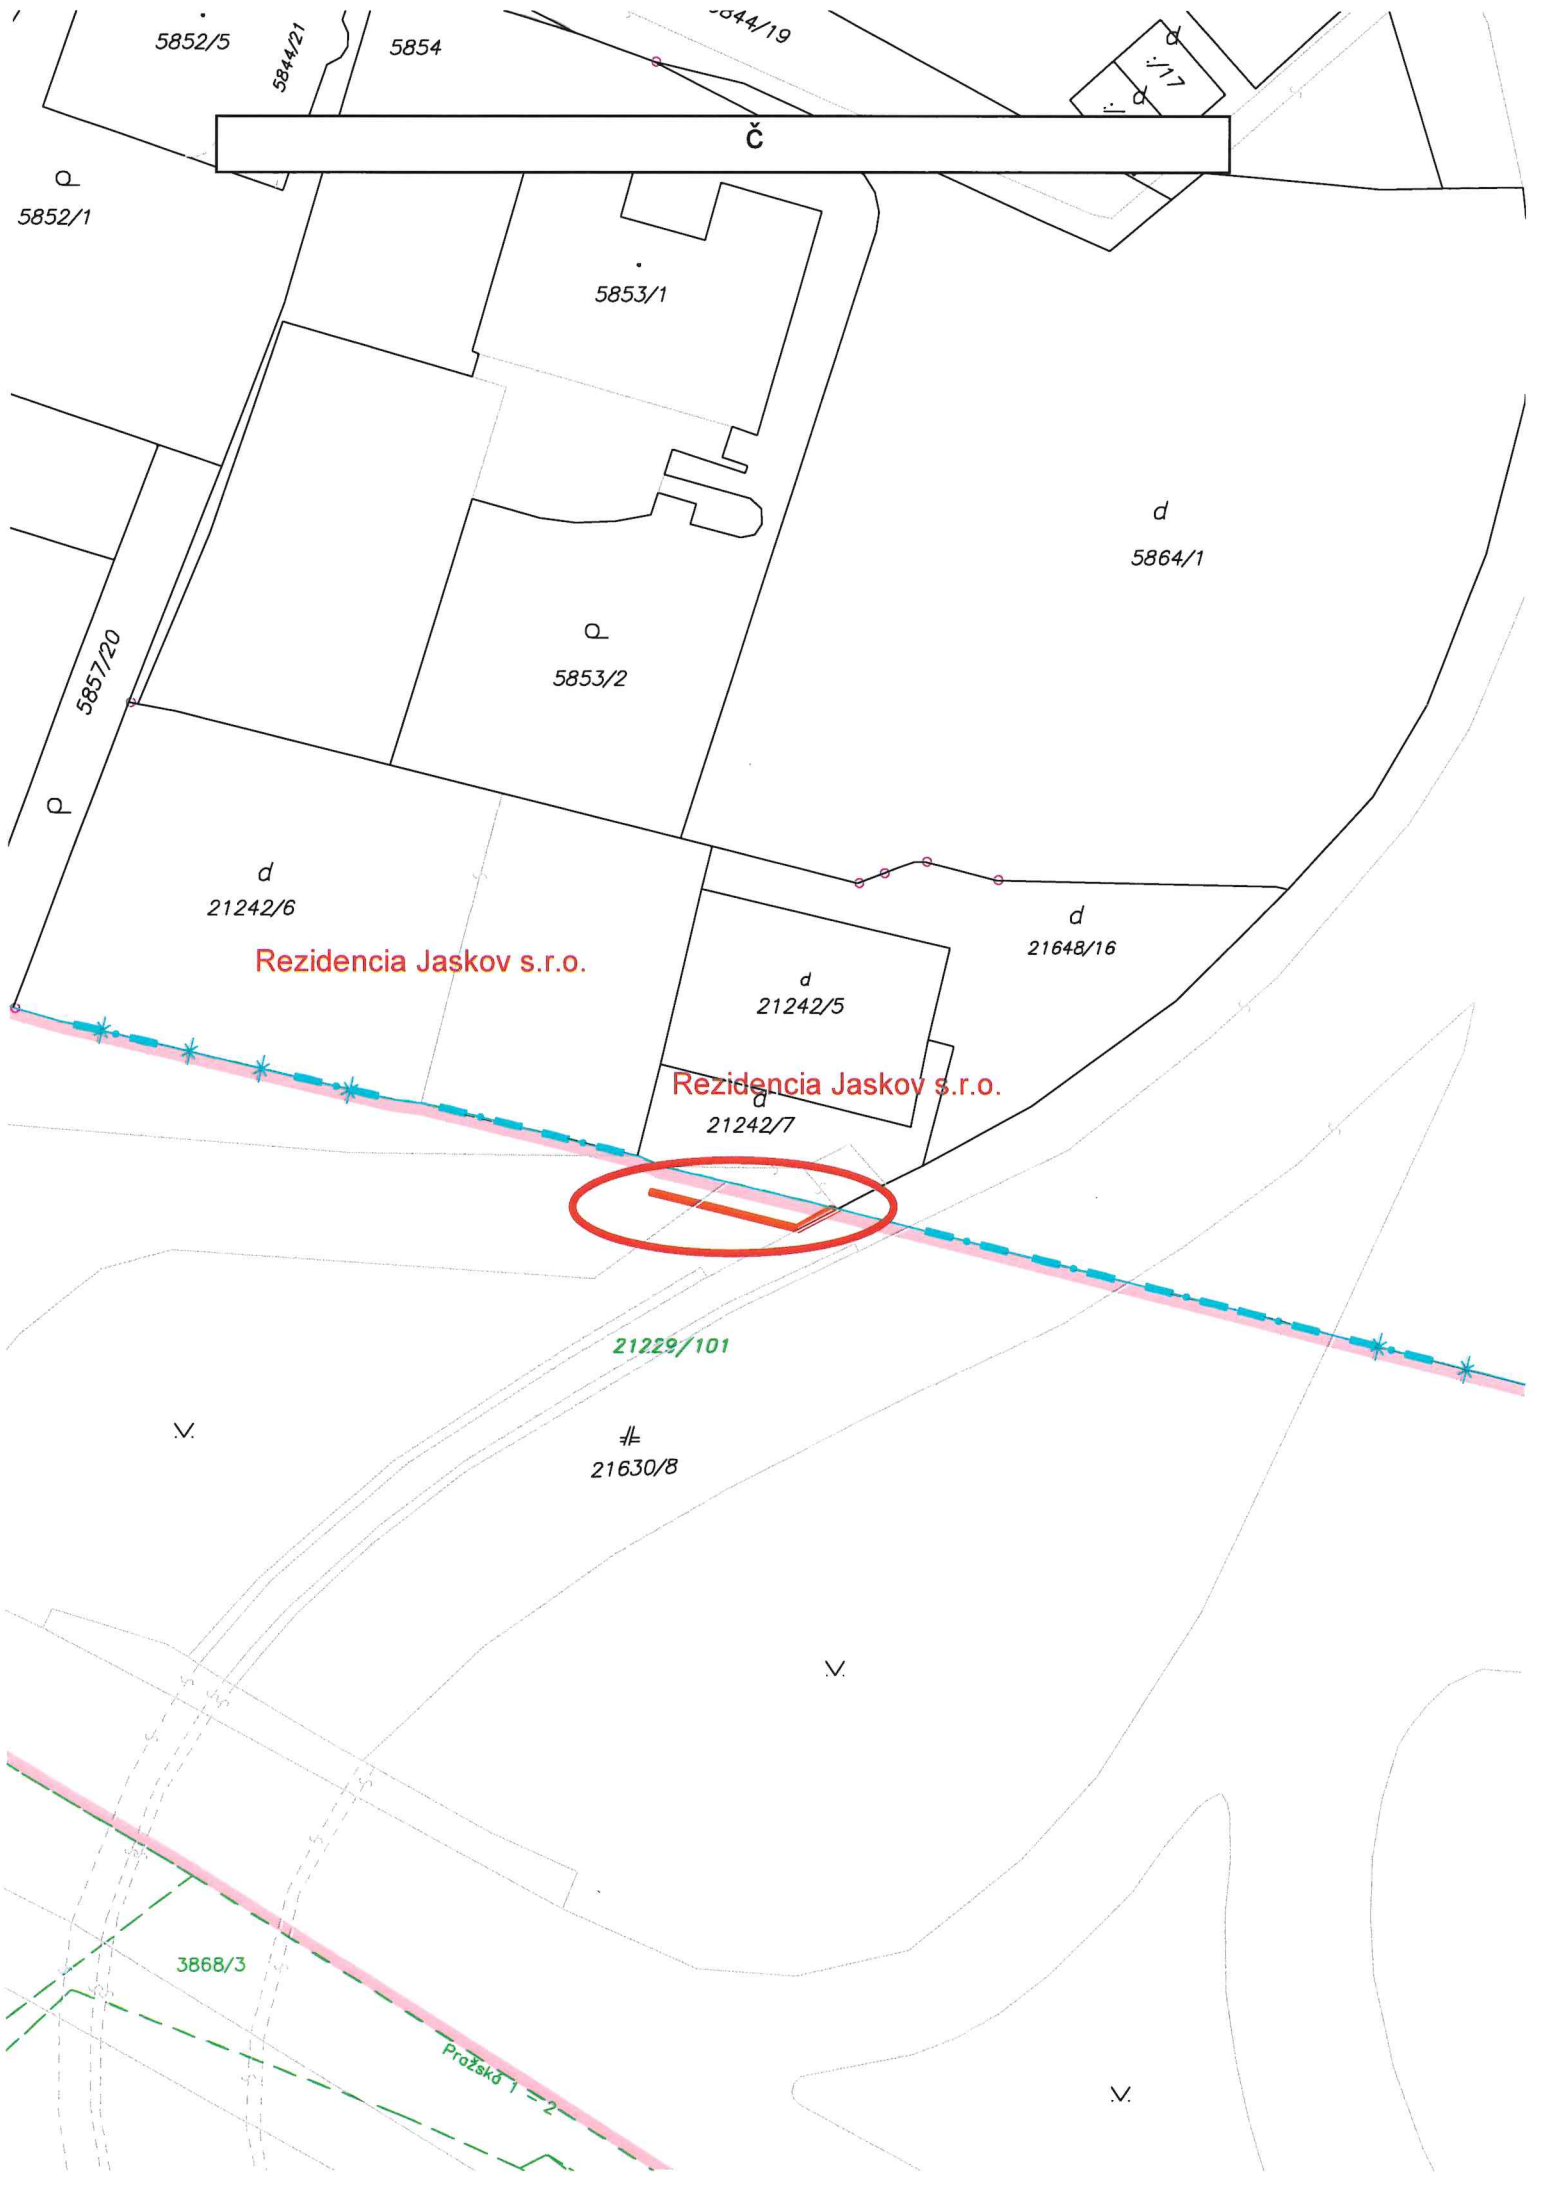 5852/5
5844/21
5854
5844/19
d
:/17
d
Č
p
5852/1
5853/1
d
5864/1
p
5853/2
5857/20
p
d
21242/6
Rezidencia Jaskov s.r.o.
d
21648/16
d
21242/5
Rezidencia Jaskov s.r.o.
d
21242/7
21229/101
21630/8
3868/3
Pražská 1 = 2